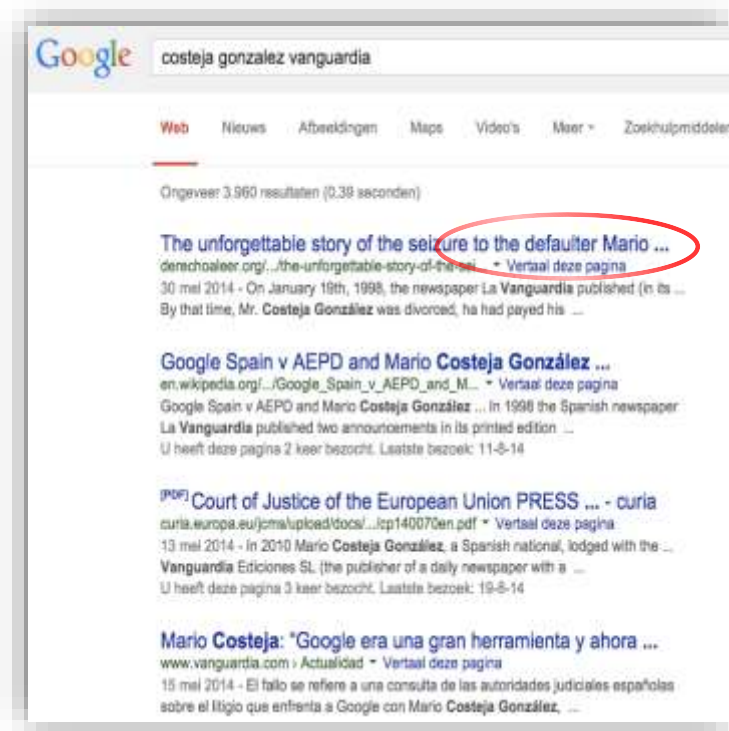 Google costeja gonzalez vanguardia
Web Nieuws Afbeeldingen Maps Video's Meer Zoekhulpmiddelen
Ongeveer 3.960 resultaten (0,39 seconden)
The unforgettable story of the seizure to the defaulter Mario ...
derechoaleer.org/.../the-unforgettable-story-of-the-sei... Vertaal deze pagina
30 mei 2014 - On January 19th, 1998, the newspaper La Vanguardia published (in its ...
By that time, Mr. Costeja González was divorced, ha had payed his ...
Google Spain v AEPD and Mario Costeja González ...
en.wikipedia.org/.../Google_Spain_v_AEPD_and_M... Vertaal deze pagina
Google Spain v AEPD and Mario Costeja González ... In 1998 the Spanish newspaper
La Vanguardia published two announcements in its printed edition ...
U heeft deze pagina 2 keer bezocht. Laatste bezoek: 11-8-14
[PDF] Court of Justice of the European Union PRESS ... - curia
curia.europa.eu/jcms/upload/docs/.../cp140070en.pdf Vertaal deze pagina
13 mei 2014 - In 2010 Mario Costeja González, a Spanish national, lodged with the ...
Vanguardia Ediciones SL (the publisher of a daily newspaper with a ...
U heeft deze pagina 3 keer bezocht. Laatste bezoek: 19-8-14
Mario Costeja: "Google era una gran herramienta y ahora ...
www.vanguardia.com › Actualidad Vertaal deze pagina
15 mei 2014 - El fallo se refiere a una consulta de las autoridades judiciales españolas
sobre el litigio que enfrenta a Google con Mario Costeja González, ...